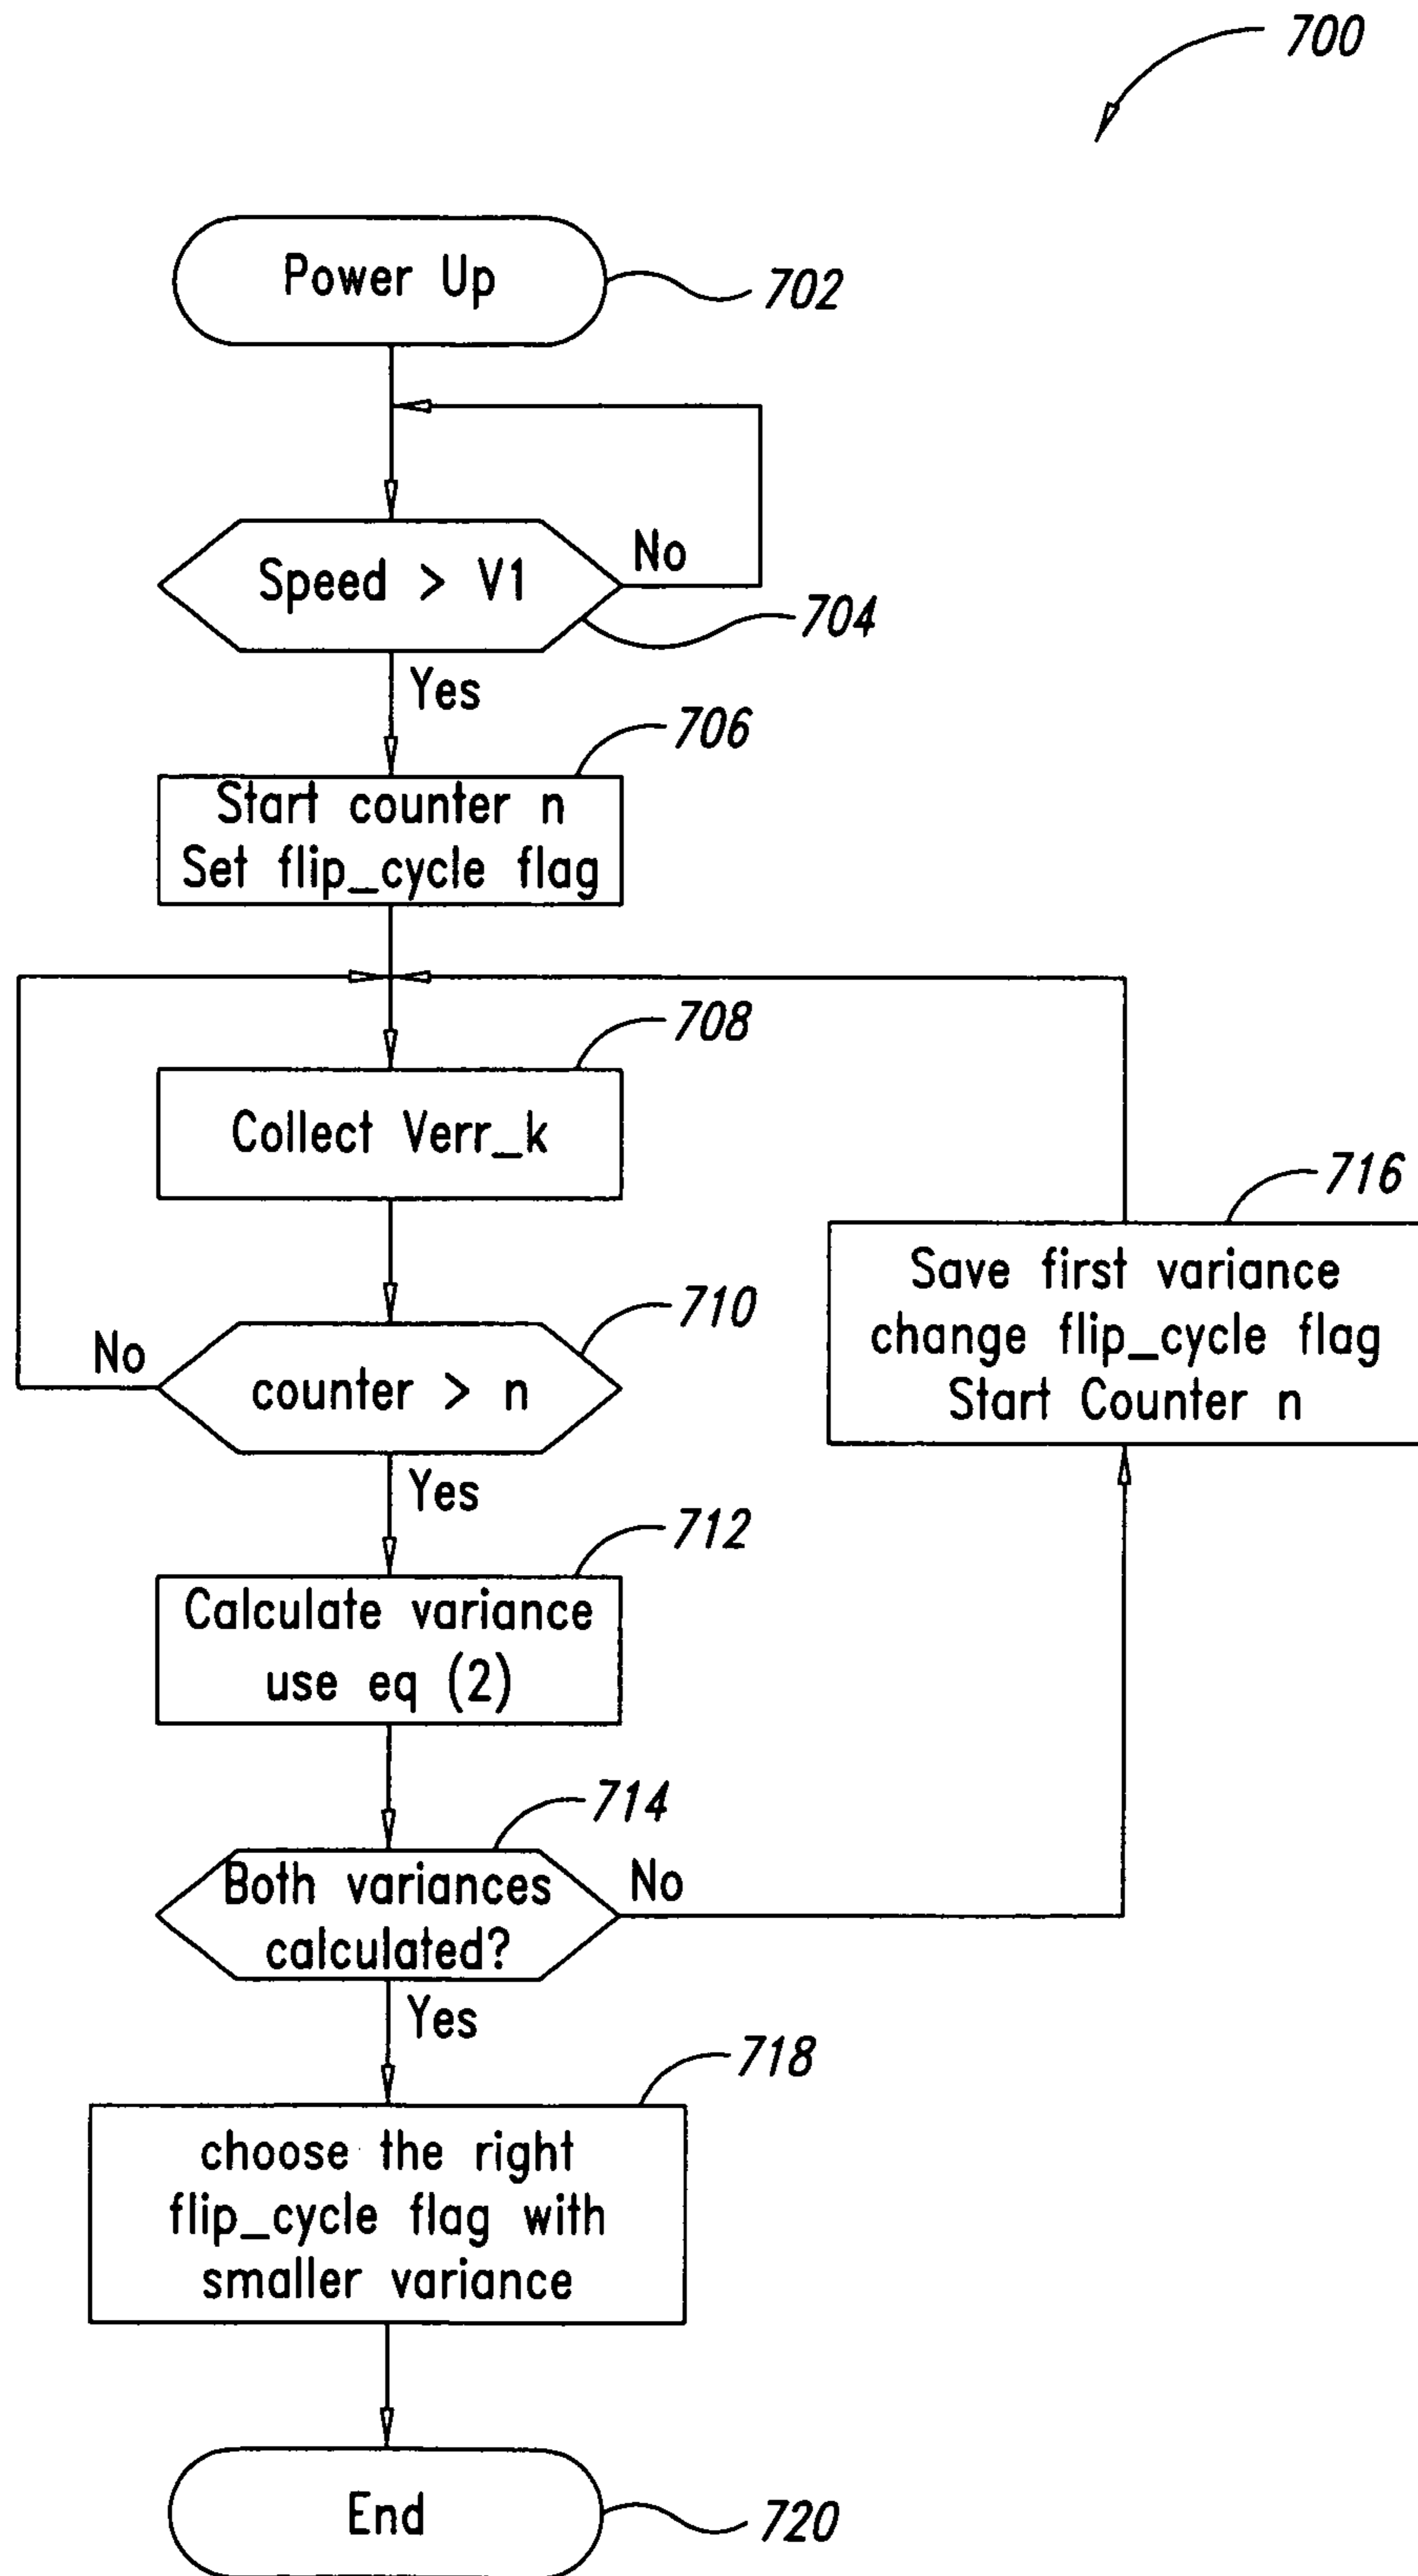 700
Power Up
702
Speed > V1
No
704
Yes
706
Start counter n
Set flip_cycle flag
708
Collect Verr_k
716
Save first variance
change flip_cycle flag
Start Counter n
710
No
counter > n
Yes
712
Calculate variance
use eq (2)
714
Both variances
calculated?
No
Yes
718
choose the right
flip_cycle flag with
smaller variance
End
720